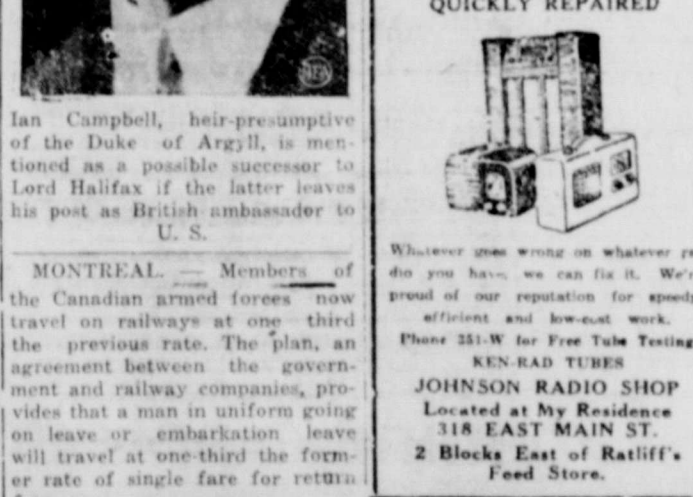 Ian Campbell, heir-presumptive
of the Duke of Argyll, is men-
tioned as a possible successor to
Lord Halifax if the latter leaves
his post as British ambassador to
U. S.
MONTREAL. — Members of
the Canadian armed forces now
travel on railways at one third
the previous rate. The plan, an
agreement between the govern-
ment and railway companies, pro-
vides that a man in uniform going
on leave or embarkation leave
will travel at one-third the form-
er rate of single fare for return
QUICKLY REPAIRED
Whatever goes wrong on whatever
dio you have, we can fix it. We'r
proud of our reputation for speed
efficient and low-cost work.
Phone 351-W for Free Tube Testing
KEN-RAD TUBES
JOHNSON RADIO SHOP
Located at My Residence
318 EAST MAIN ST.
2 Blocks East of Ratliff's
Feed Store.